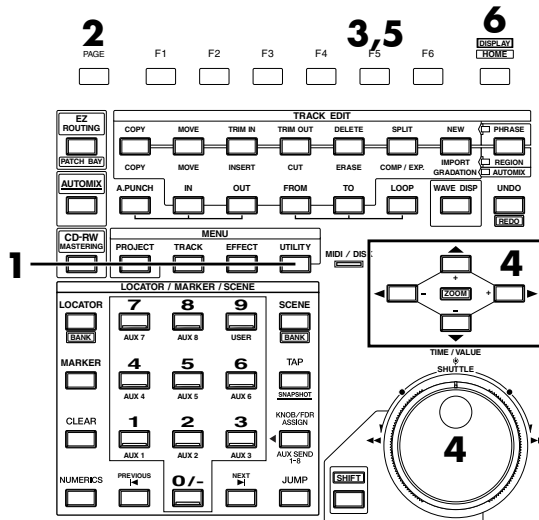 2 3,5 6
PAGE F1 F2 F3 F4 F5 F6 DISPLAY
HOME
TRACK EDIT
EZ
ROUTING
PATCH BAY
COPY MOVE TRIM IN TRIM OUT DELETE SPLIT NEW PHRASE
COPY MOVE INSERT CUT ERASE COMP / EXP. IMPORT REGION
GRADATION AUTOMIX
AUTOMIX
A.PUNCH IN OUT FROM TO LOOP WAVE DISP UNDO
REDO
CD-RW
MASTERING
MENU
PROJECT TRACK EFFECT UTILITY
1
MIDI / DISK
4
+
- ZOOM +
-
LOCATOR / MARKER / SCENE
LOCATOR 7 8 9 SCENE
BANK AUX 7 AUX 8 USER BANK
MARKER 4 5 6 TAP
AUX 4 AUX 5 AUX 6 SNAPSHOT
CLEAR 1 2 3 KNOB/FDR
ASSIGN
AUX 1 AUX 2 AUX 3 AUX SEND
1-8
NUMERICS PREVIOUS 0/- NEXT JUMP
TIME / VALUE
SHUTTLE
4
SHIFT